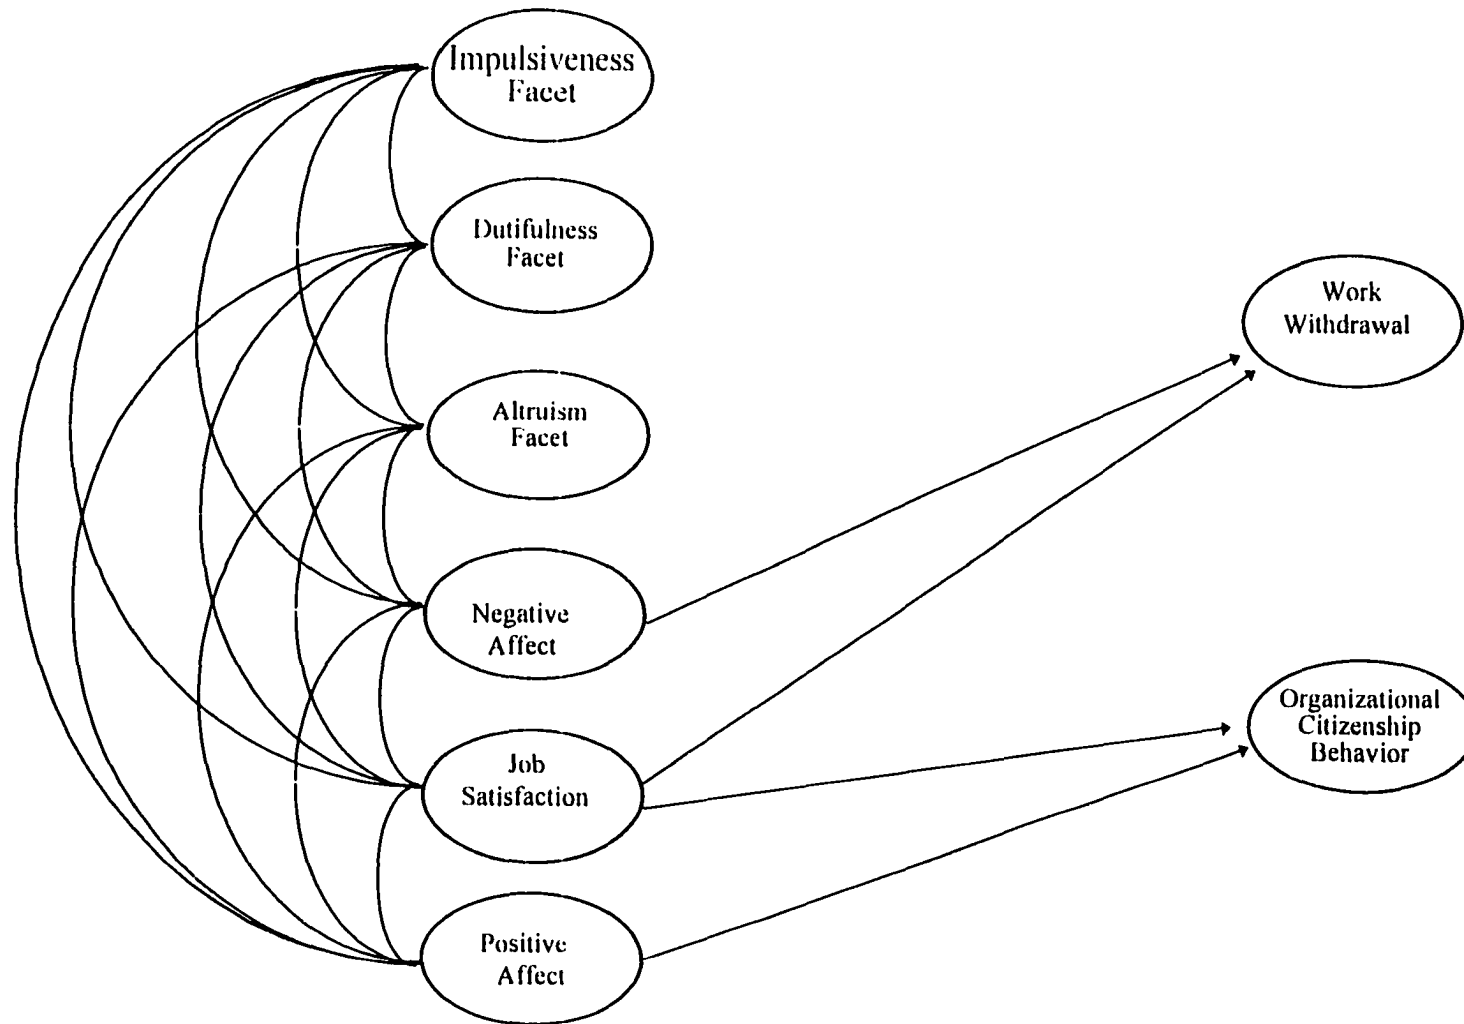 Impulsiveness
Facet
Dutifulness
Facet
Altruism
Facet
Negative
Affect
Job
Satisfaction
Positive
Affect
Work
Withdrawal
Organizational
Citizenship
Behavior